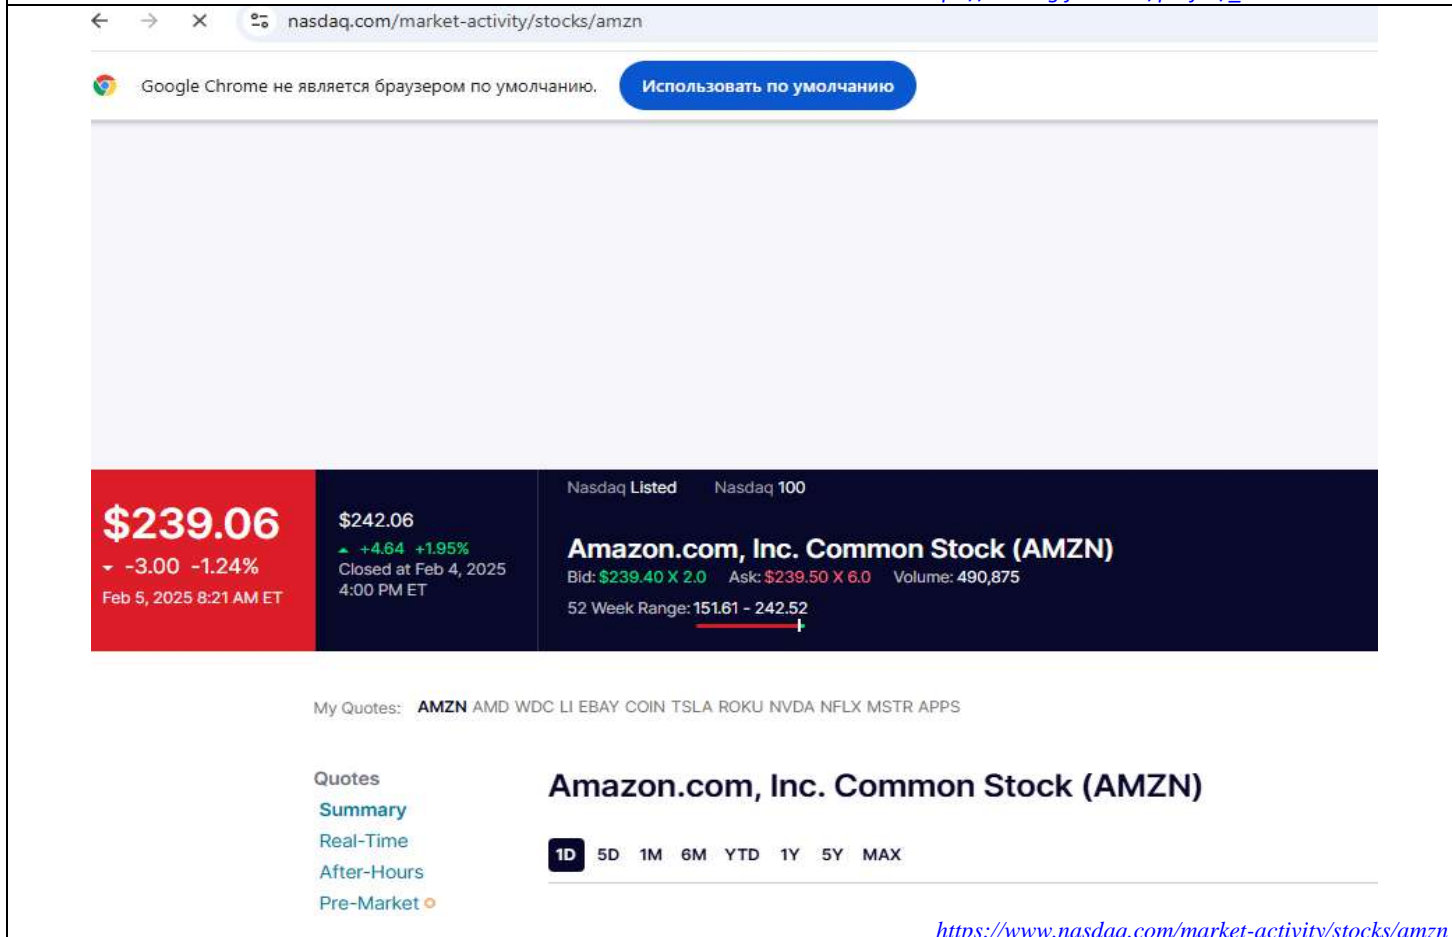 nasdaq.com/market-activity/stocks/amzn
Google Chrome не является браузером по умолчанию. Использовать по умолчанию
$239.06
-3.00 -1.24%
Feb 5, 2025 8:21 AM ET
$242.06
+4.64 +1.95%
Closed at Feb 4, 2025
4:00 PM ET
Nasdaq Listed Nasdaq 100
Amazon.com, Inc. Common Stock (AMZN)
Bid: $239.40 X 2.0 Ask: $239.50 X 6.0 Volume: 490,875
52 Week Range: 151.61 - 242.52
My Quotes: AMZN AMD WDC LI EBAY COIN TSLA ROKU NVDA NFLX MSTR APPS
Quotes
Summary
Real-Time
After-Hours
Pre-Market
Amazon.com, Inc. Common Stock (AMZN)
1D 5D 1M 6M YTD 1Y 5Y MAX
https://www.nasdaq.com/market-activity/stocks/amzn